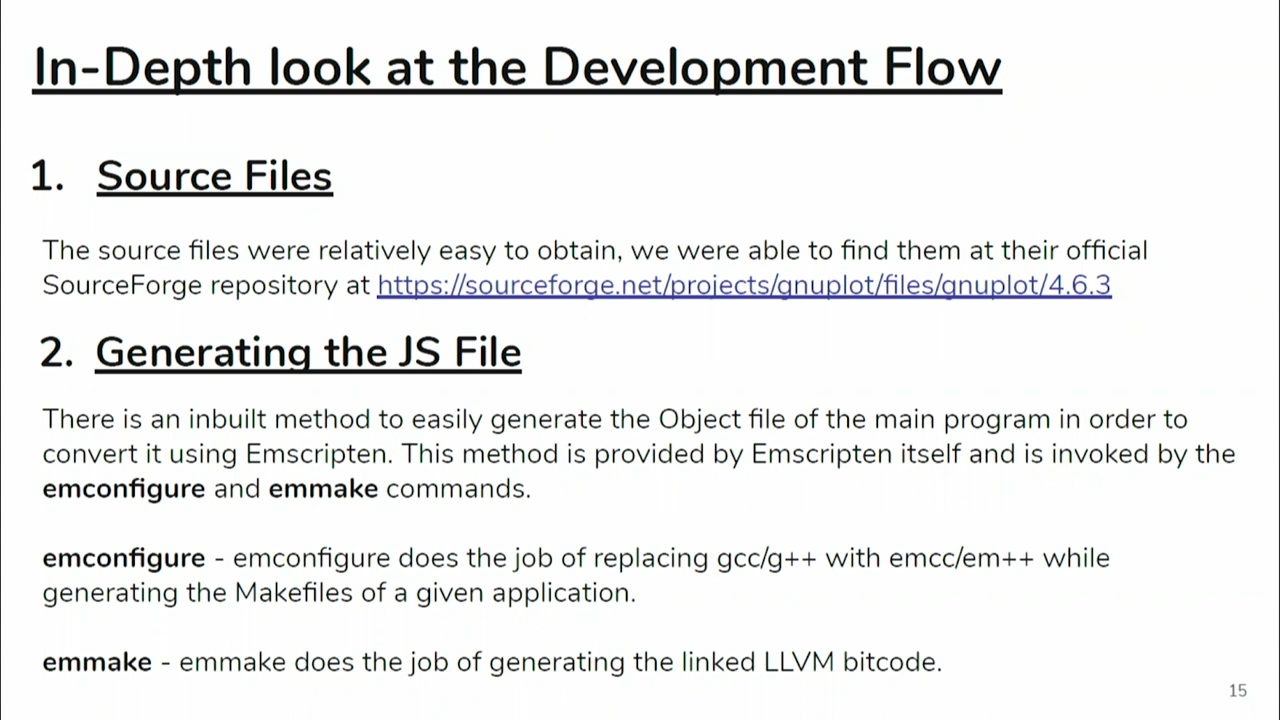 In-Depth look at the Development Flow
1. Source Files
The source files were relatively easy to obtain, we were able to find them at their official
SourceForge repository at https://sourceforge.net/projects/gnuplot/files/gnuplot/4.6.3
2. Generating the JS File
There is an inbuilt method to easily generate the Object file of the main program in order to
convert it using Emscripten. This method is provided by Emscripten itself and is invoked by the
emconfigure and emmake commands.
emconfigure - emconfigure does the job of replacing gcc/g++ with emcc/em++ while
generating the Makefiles of a given application.
emmake - emmake does the job of generating the linked LLVM bitcode.
15